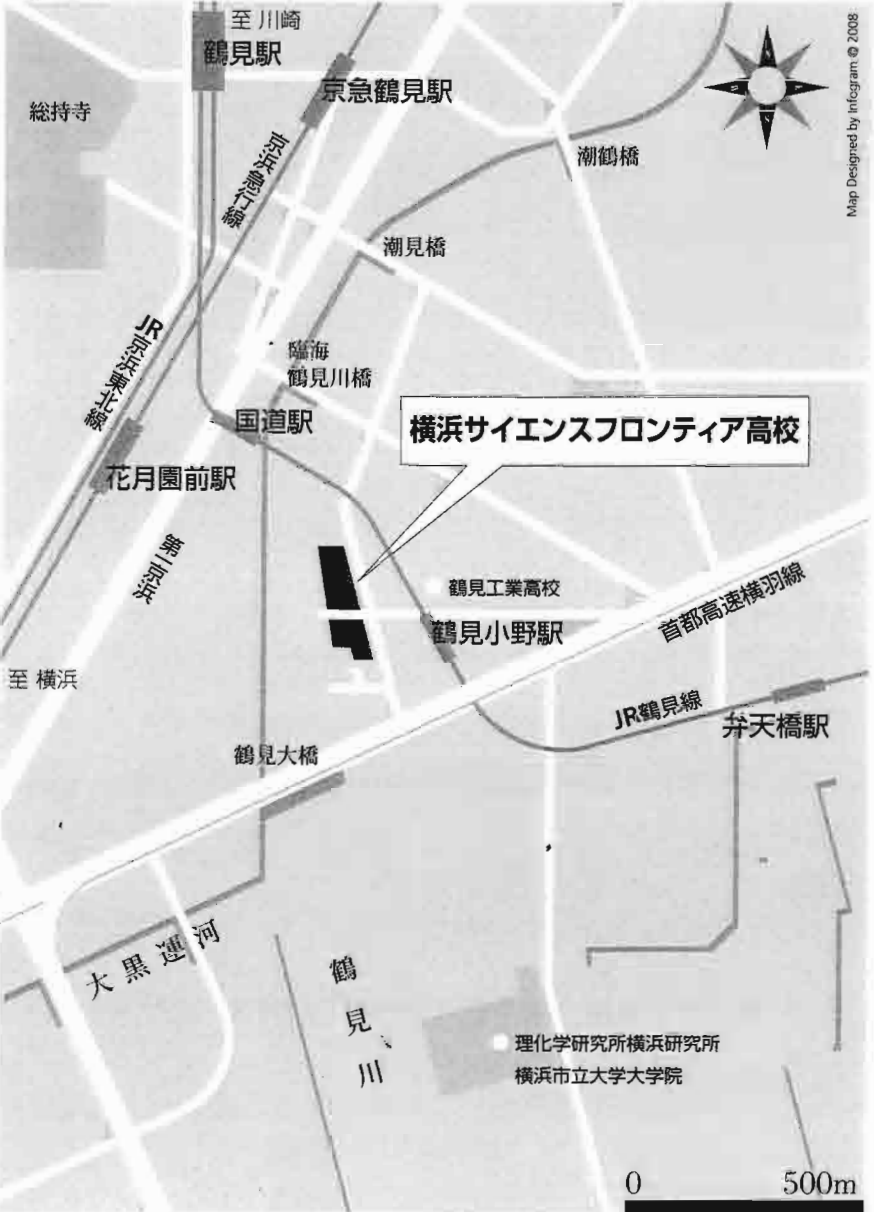 至 川崎
鶴見駅
京急鶴見駅
総持寺
京浜急行線
潮鶴橋
潮見橋
Map Designed by Infogram © 2008
JR京浜東北線
臨海
鶴見川橋
国道駅
横浜サイエンスフロンティア高校
花月園前駅
第二京浜
鶴見工業高校
鶴見小野駅
首都高速横羽線
至 横浜
JR鶴見線
弁天橋駅
鶴見大橋
大黒運河
鶴見川
理化学研究所横浜研究所
横浜市立大学大学院
0 500m